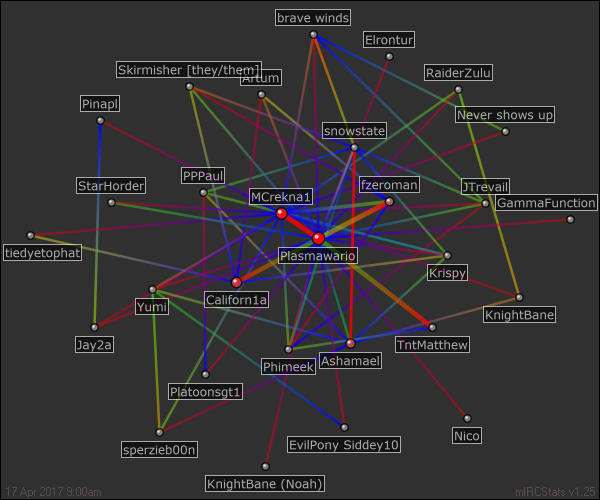 brave winds
Elrontur
Skirmisher [they/them]
Artum
RaiderZulu
Pinapl
Never shows up
snowstate
PPPaul
fzeroman
JTrevail
StarHorder
MCrekna1
GammaFunction
tiedyetophat
Plasmawario
Krispy
Yumi
Californ1a
KnightBane
Jay2a
Phimeek
Ashamael
TntMatthew
Platoonsgt1
sperzieb00n
EvilPony Siddey10
Nico
KnightBane (Noah)
17 Apr 2017 9:00am
mIRCStats v1.25